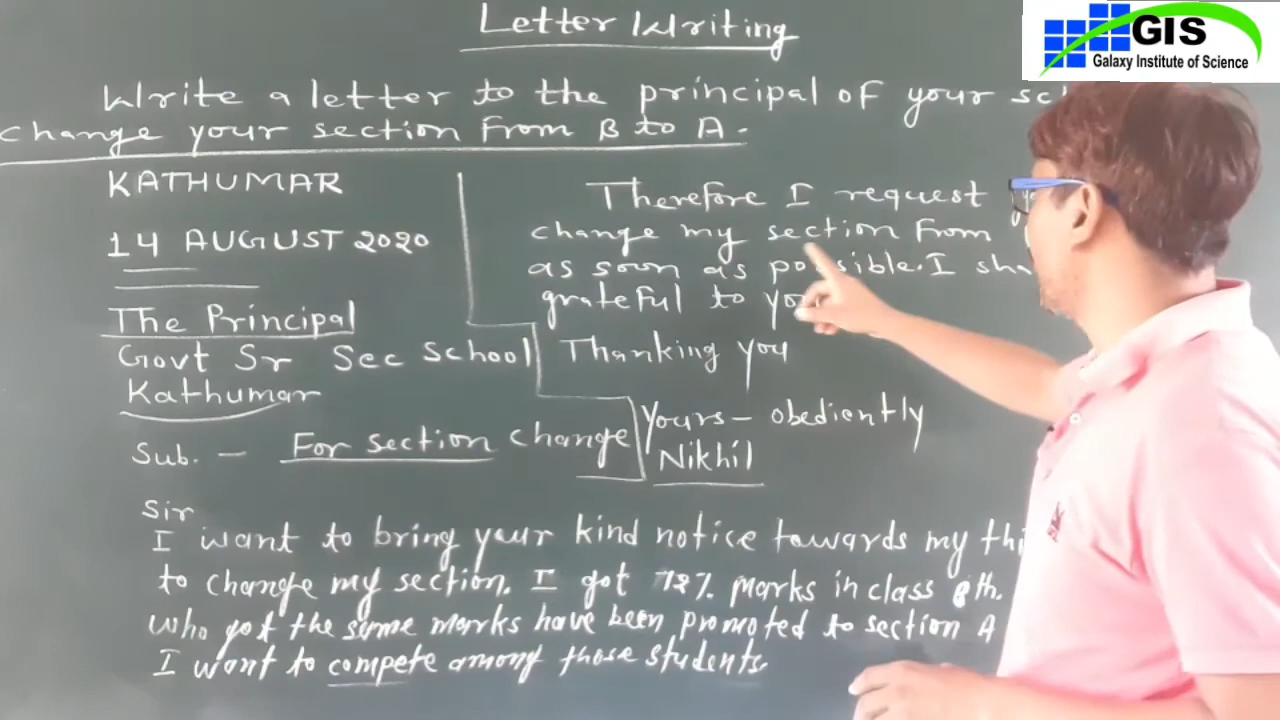 Letter Writing
GIS
Galaxy Institute of Science
Write a letter to the principal of your
change your section from B to A.
KATHUMAR
14 AUGUST 2020
The Principal
Govt Sr Sec School
Kathumar
Sub. - For section change
Sir
I want to bring your kind notice towards my
to change my section. I got 78% marks in class 8th.
who got the same marks have been promoted to section A
I want to compete among those students.
Therefore I request
change my section from
as soon as possible. I
grateful to you
Thanking you
Yours - obediently
Nikhil